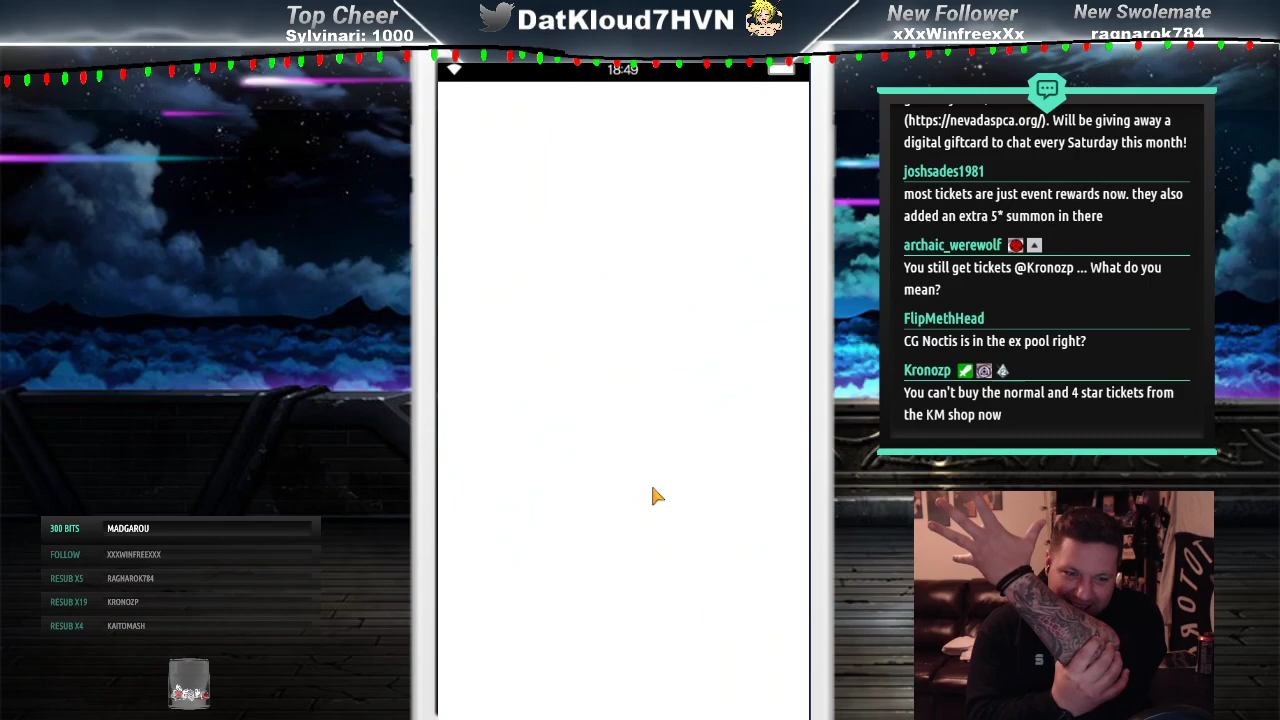 Top Cheer
Sylvinari: 1000
DatKloud7HVN
New Follower
xXxWinfreexXx
New Swolemate
ragnarok784
18:49
(https://nevadaspca.org/). Will be giving away a
digital giftcard to chat every Saturday this month!
joshsades1981
most tickets are just event rewards now. they also
added an extra 5* summon in there
archaic_werewolf
You still get tickets @Kronozp ... What do you
mean?
FlipMethHead
CG Noctis is in the ex pool right?
Kronozp
You can't buy the normal and 4 star tickets from
the KM shop now
300 BITS MADGAROU
FOLLOW XXXWINFREEXXX
RESUB X5 RAGNAROK784
RESUB X19 KRONOZP
RESUB X4 KAITOMASH